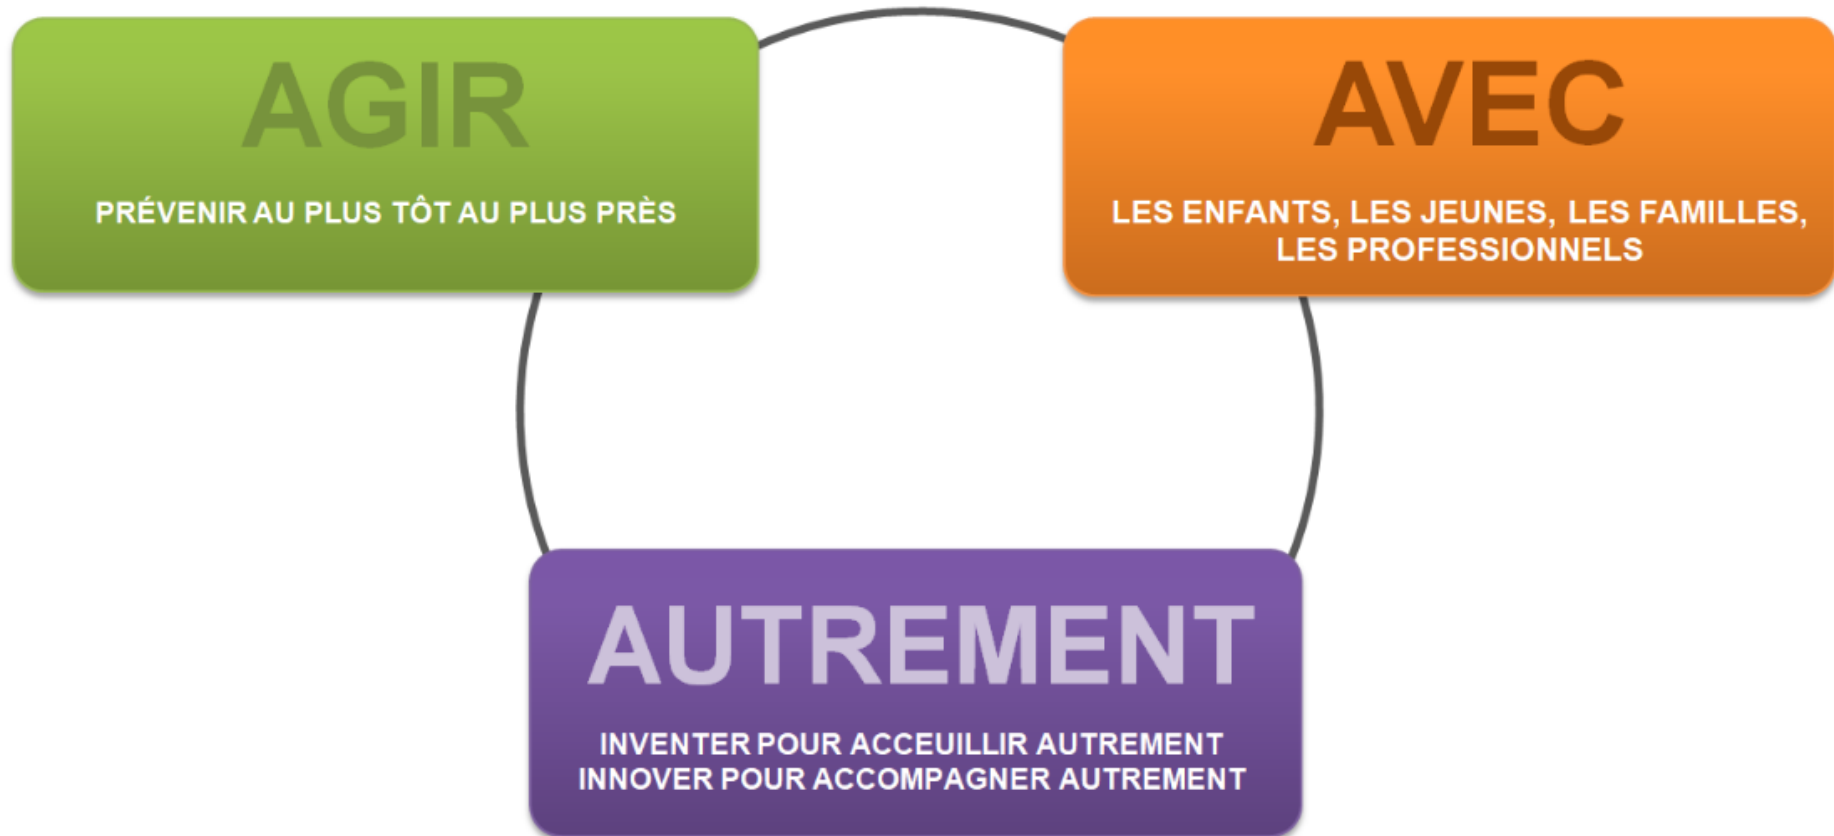 AGIR
PRÉVENIR AU PLUS TÔT AU PLUS PRÈS
AVEC
LES ENFANTS, LES JEUNES, LES FAMILLES,
LES PROFESSIONNELS
AUTREMENT
INVENTER POUR ACCEUILLIR AUTREMENT
INNOVER POUR ACCOMPAGNER AUTREMENT